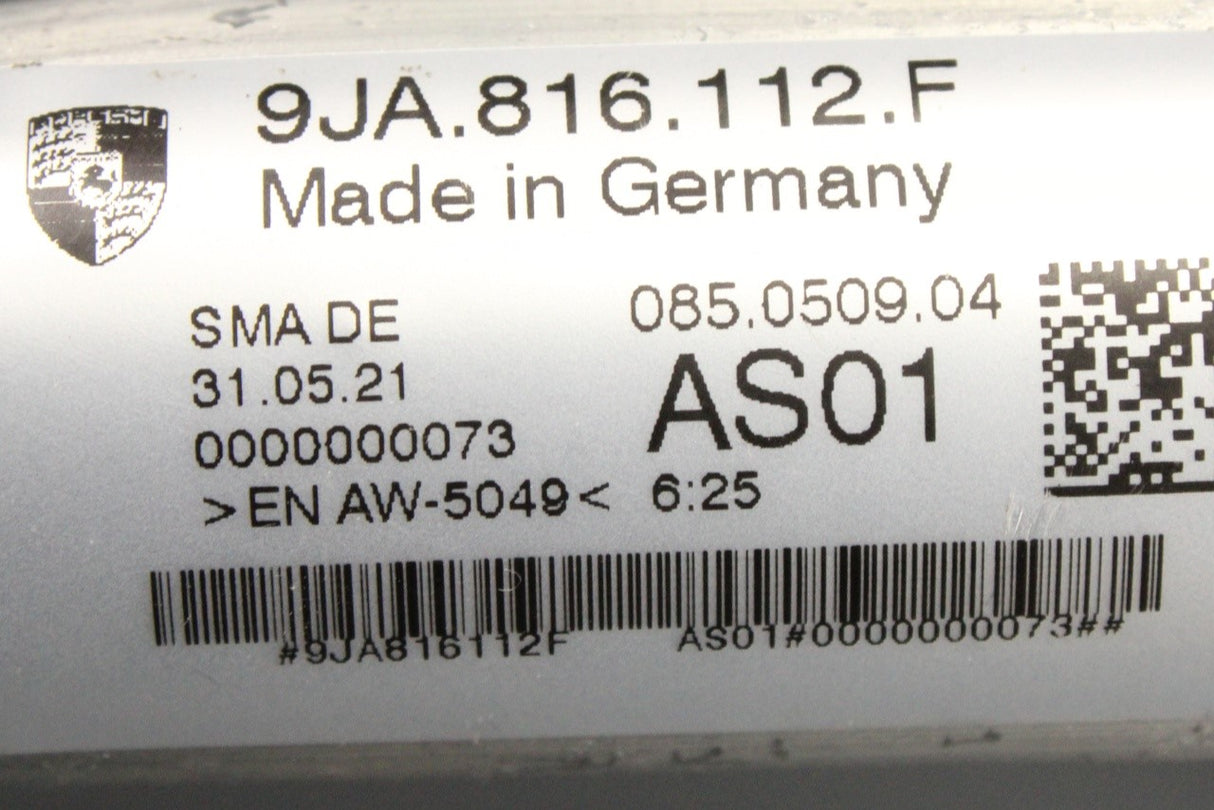 9JA.816.112.F
Made in Germany
SMA DE
085.0509.04
31.05.21
AS01
0000000073
>EN AW-5049< 6:25
#9JA816112F AS01#0000000073##